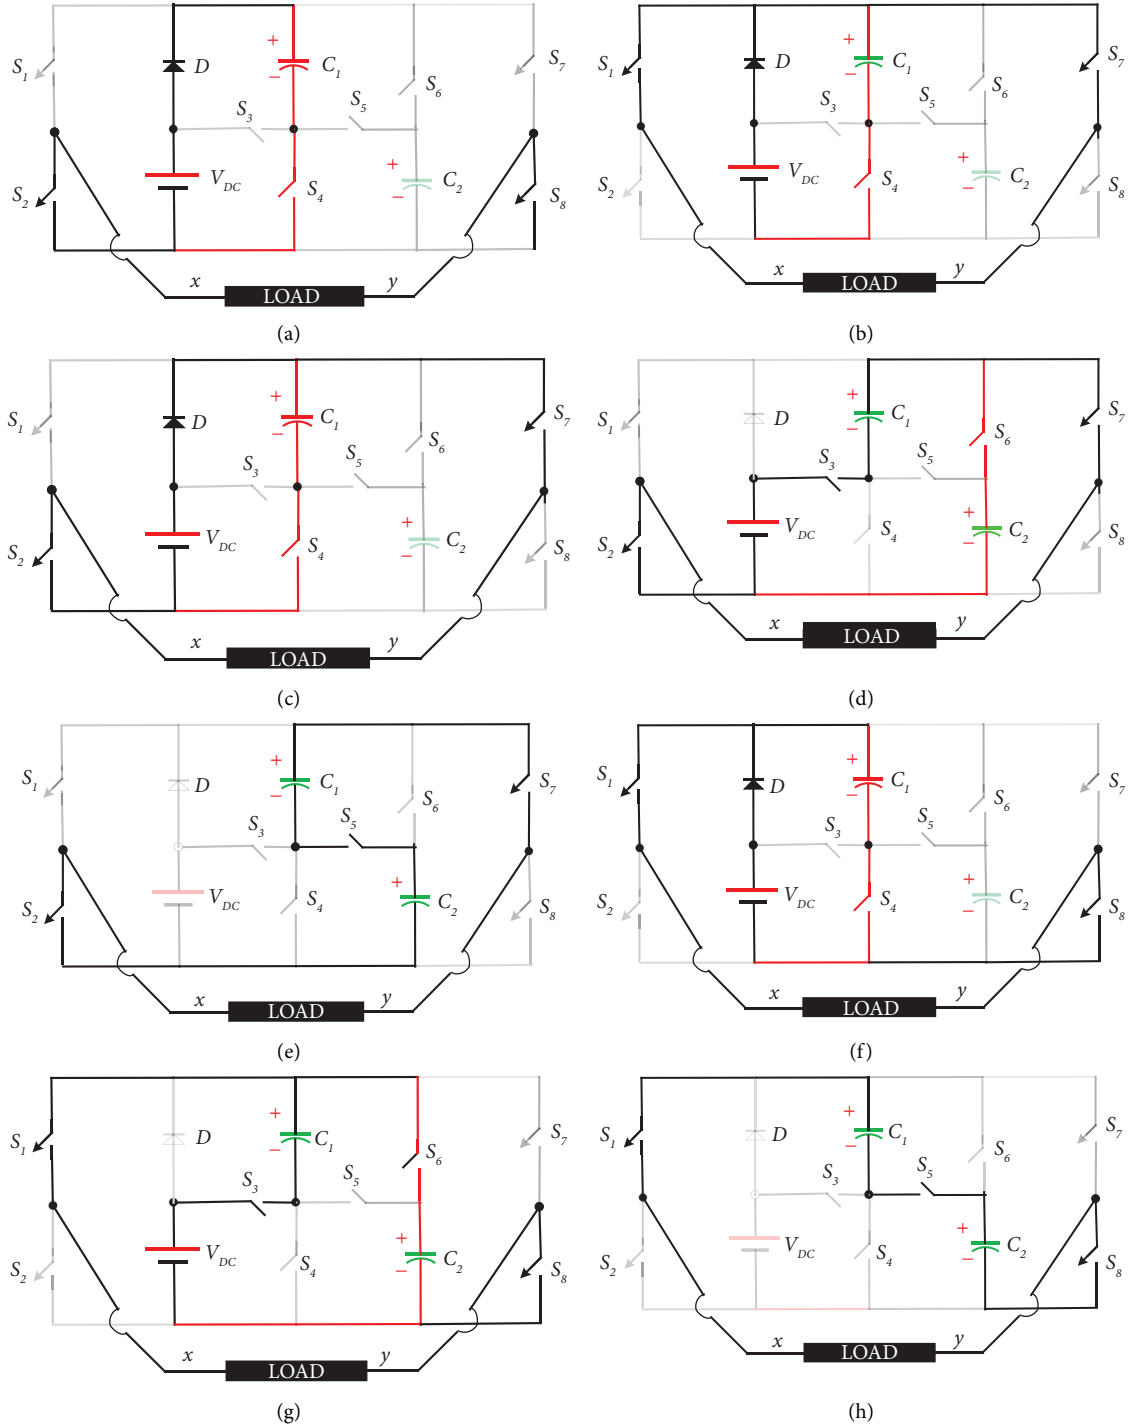 S1 D + − C1 S7
S3 S5 S6
S2 VDC S4 + − C2 S8
x LOAD y
(a)
S1 D + − C1 S7
S3 S5 S6
S2 VDC S4 + − C2 S8
x LOAD y
(b)
S1 D + − C1 S7
S3 S5 S6
S2 VDC S4 + − C2 S8
x LOAD y
(c)
S1 D + − C1 S7
S3 S5 S6
S2 VDC S4 + − C2 S8
x LOAD y
(d)
S1 D + − C1 S7
S3 S5 S6
S2 VDC S4 + C2 S8
x LOAD y
(e)
S1 D + − C1 S7
S3 S5 S6
S2 VDC S4 + − C2 S8
x LOAD y
(f)
S1 D + − C1 S7
S3 S5 S6
S2 VDC S4 + − C2 S8
x LOAD y
(g)
S1 D + − C1 S7
S3 S5 S6
S2 VDC S4 + − C2 S8
x LOAD y
(h)